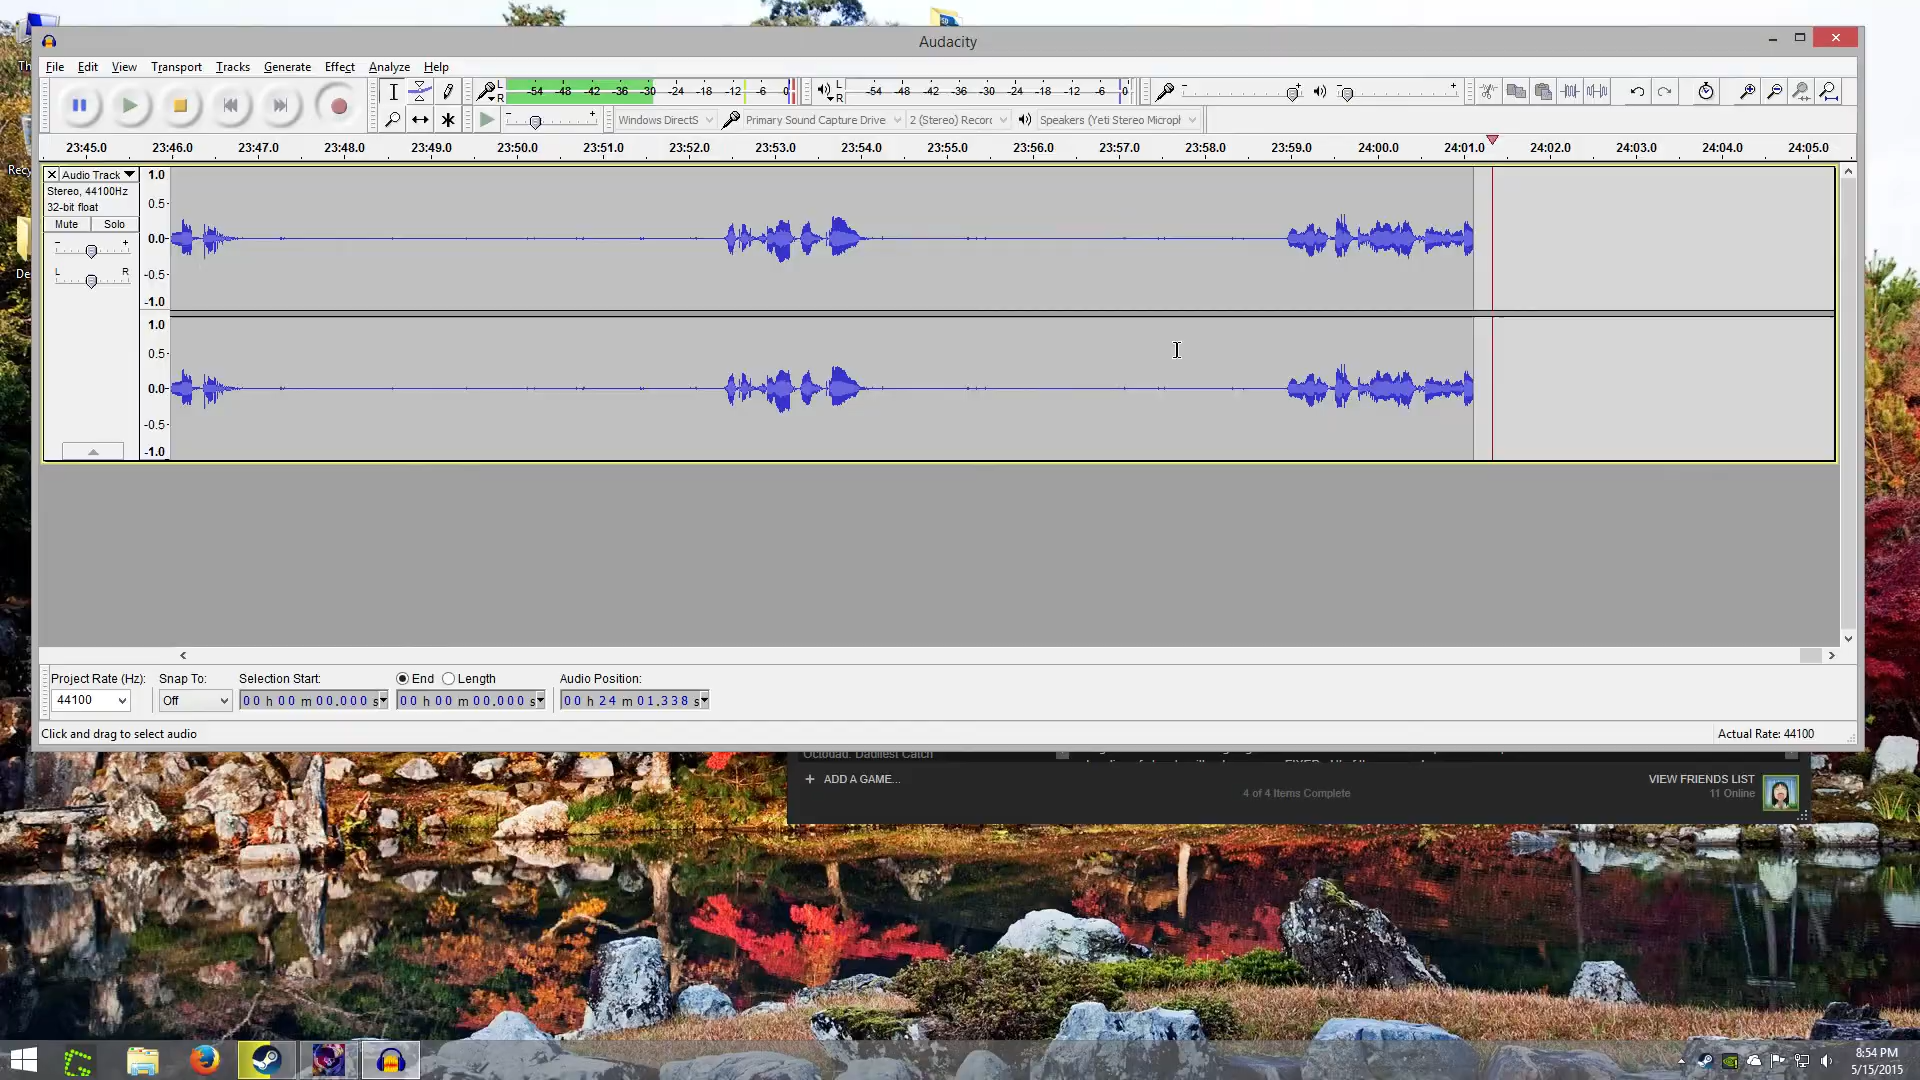 Audacity
File Edit View Transport Tracks Generate Effect Analyze Help
L
R
-54 -48 -42 -36 -30 -24 -18 -12 -6 0
L
R
-54 -48 -42 -36 -30 -24 -18 -12 -6 0
Windows DirectS
Primary Sound Capture Drive
2 (Stereo) Record
Speakers (Yeti Stereo Microph
23:45.0 23:46.0 23:47.0 23:48.0 23:49.0 23:50.0 23:51.0 23:52.0 23:53.0 23:54.0 23:55.0 23:56.0 23:57.0 23:58.0 23:59.0 24:00.0 24:01.0 24:02.0 24:03.0 24:04.0 24:05.0
Audio Track
Stereo, 44100Hz
32-bit float
Mute Solo
- +
L R
1.0
0.5
0.0
-0.5
-1.0
1.0
0.5
0.0
-0.5
-1.0
Project Rate (Hz): Snap To: Selection Start: End Length Audio Position:
44100 Off 00 h 00 m 00.000 s 00 h 00 m 00.000 s 00 h 24 m 01.338 s
Click and drag to select audio
Actual Rate: 44100
Octodad: Dadliest Catch
+ ADD A GAME...
4 of 4 Items Complete
VIEW FRIENDS LIST
11 Online
8:54 PM
5/15/2015